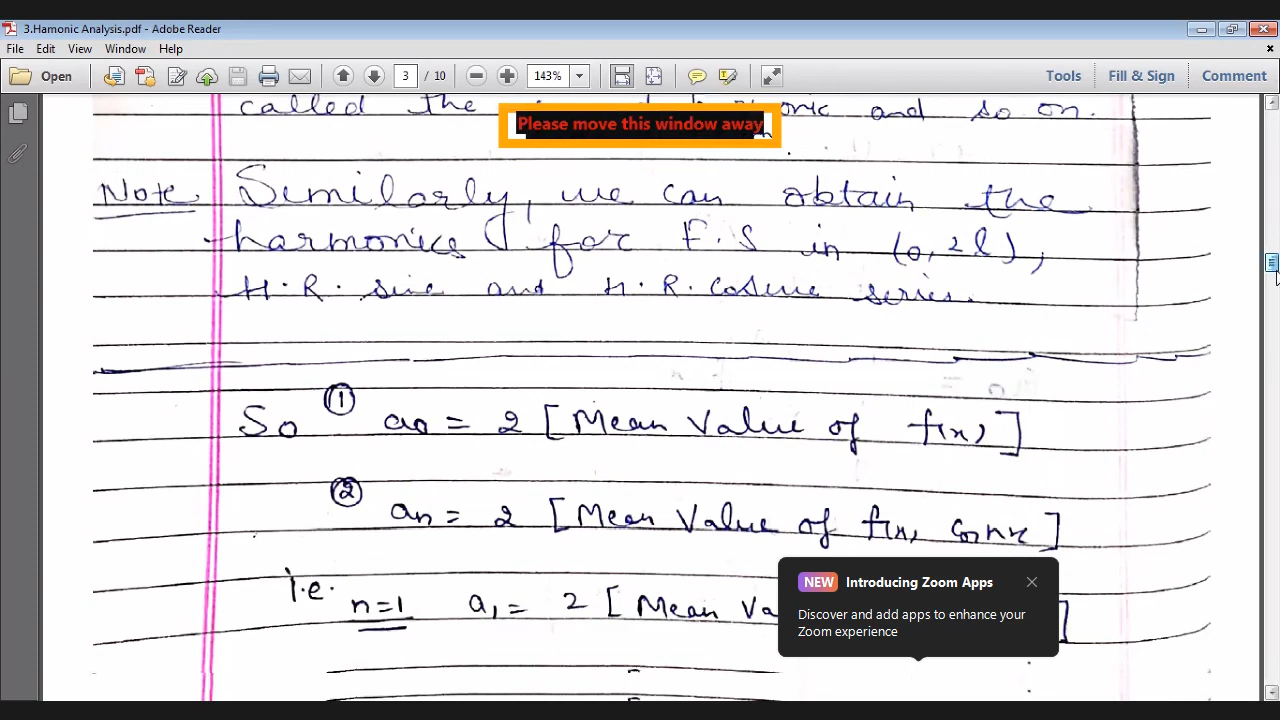 3.Hamonic Analysis.pdf - Adobe Reader
File Edit View Window Help
Open 3 / 10 143% Tools Fill & Sign Comment
called the onic and so on.
Please move this window away
Note Similarly, we can obtain the
harmonics for F.S in (0, 2l),
H.R. sine and H.R. Cosine series.
So ① a0 = 2 [Mean Value of f(x)]
② an = 2 [Mean Value of f(x) cosnx]
i.e. n=1 a1 = 2 [Mean Va ]
NEW Introducing Zoom Apps
Discover and add apps to enhance your
Zoom experience